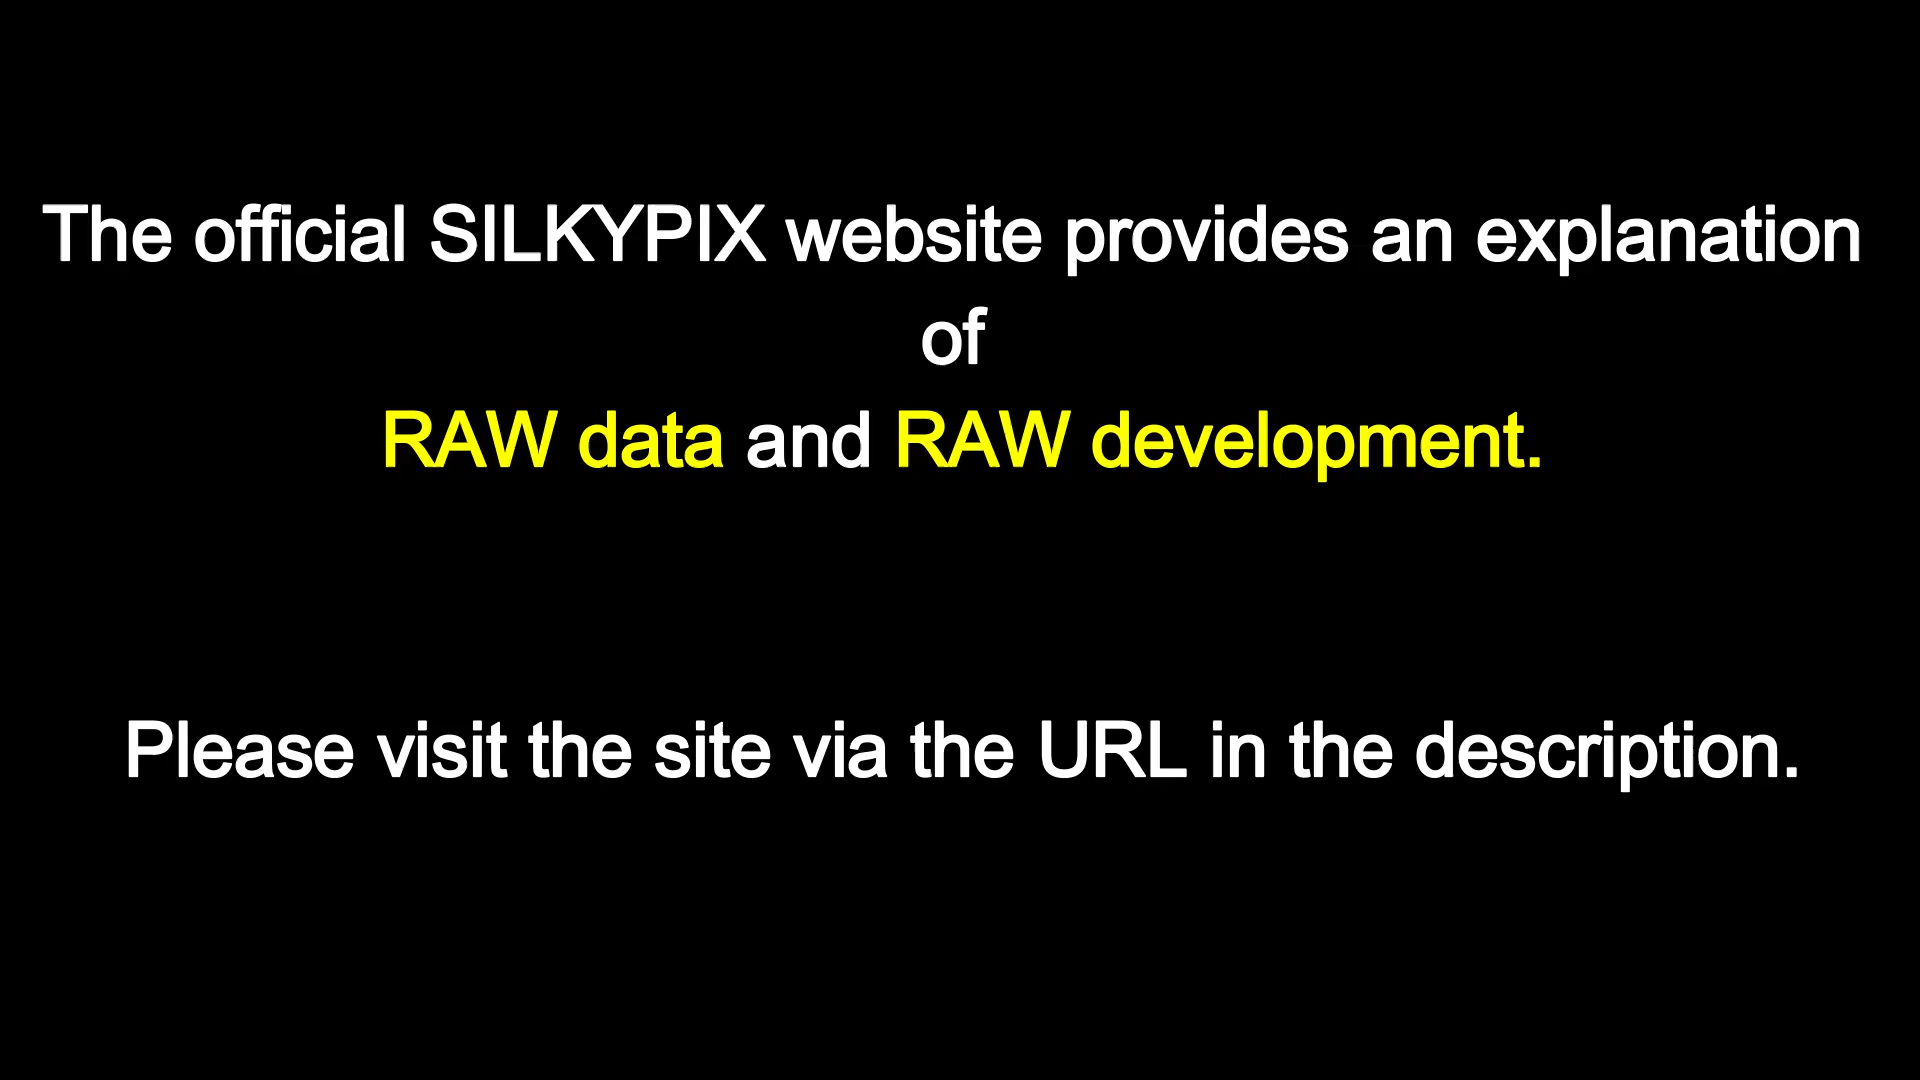 The official SILKYPIX website provides an explanation
of
RAW data and RAW development.
Please visit the site via the URL in the description.